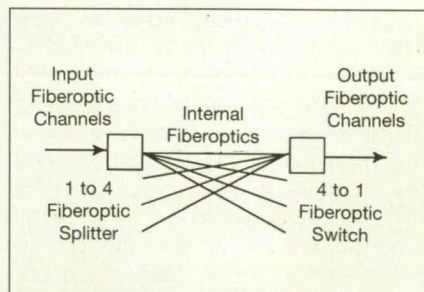 Input
Fiberoptic
Channels
Internal
Fiberoptics
Output
Fiberoptic
Channels
1 to 4
Fiberoptic
Splitter
4 to 1
Fiberoptic
Switch